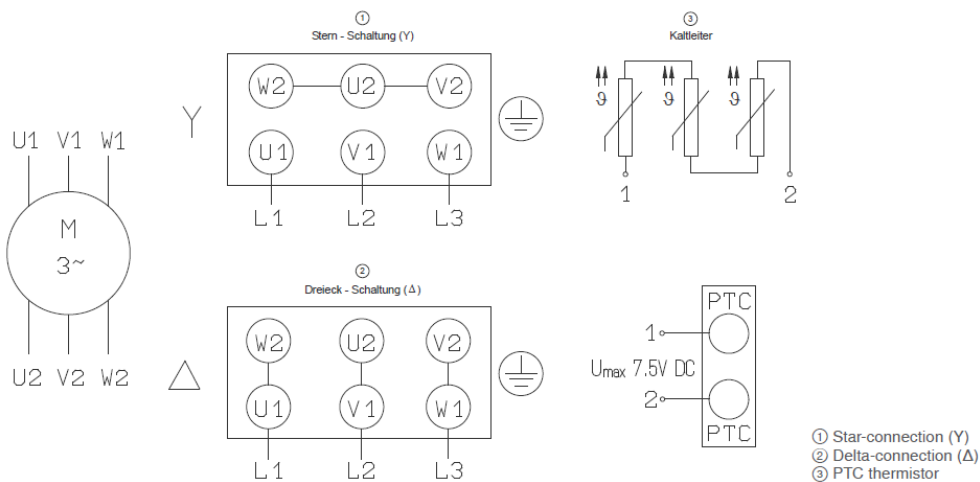 ①
Stern - Schaltung (Y)
W2 U2 V2
Y
U1 V1 W1
L1 L2 L3
③
Kaltleiter
ϑ ϑ ϑ
1 2
U1 V1 W1
M
3~
U2 V2 W2
②
Dreieck - Schaltung (Δ)
W2 U2 V2
△
U1 V1 W1
L1 L2 L3
PTC
1
Umax 7.5V DC
2
PTC
① Star-connection (Y)
② Delta-connection (Δ)
③ PTC thermistor